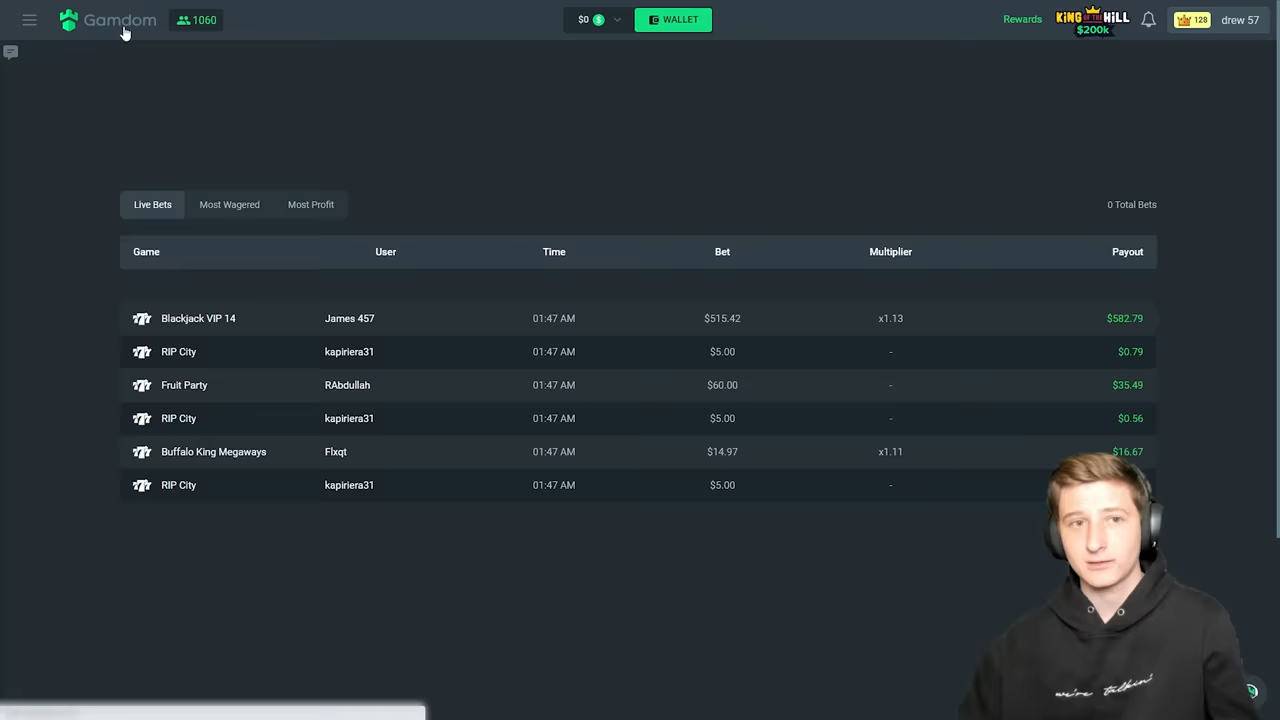 Gamdom 1060 $0 WALLET Rewards KING OF THE HILL 128 drew 57
$200k
Live Bets Most Wagered Most Profit 0 Total Bets
Game User Time Bet Multiplier Payout
Blackjack VIP 14 James 457 01:47 AM $515.42 x1.13 $582.79
RIP City kapiriera31 01:47 AM $5.00 - $0.79
Fruit Party RAbdullah 01:47 AM $60.00 - $35.49
RIP City kapiriera31 01:47 AM $5.00 - $0.56
Buffalo King Megaways Flxqt 01:47 AM $14.97 x1.11 $16.67
RIP City kapiriera31 01:47 AM $5.00 -
we're talkin'